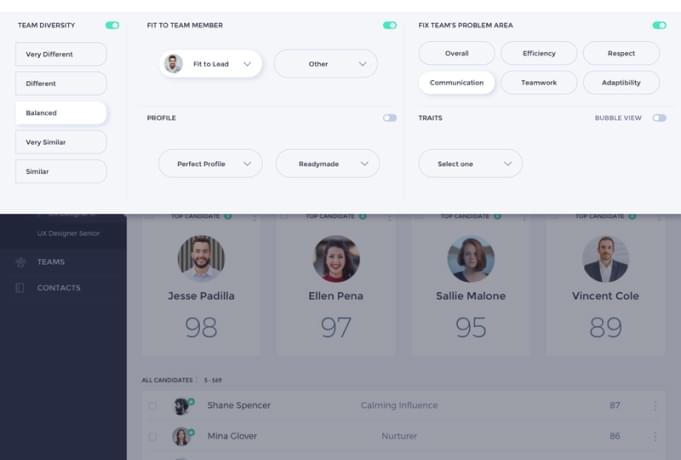 TEAM DIVERSITY
Very Different
Different
Balanced
Very Similar
Similar
FIT TO TEAM MEMBER
Fit to Lead
Other
PROFILE
Perfect Profile
Readymade
FIX TEAM'S PROBLEM AREA
Overall
Efficiency
Respect
Communication
Teamwork
Adaptibility
TRAITS
BUBBLE VIEW
Select one
UX Designer Senior
TEAMS
CONTACTS
TOP CANDIDATE
TOP CANDIDATE
TOP CANDIDATE
TOP CANDIDATE
Jesse Padilla
Ellen Pena
Sallie Malone
Vincent Cole
98
97
95
89
ALL CANDIDATES 5 - 569
Shane Spencer Calming Influence 87
Mina Glover Nurturer 86